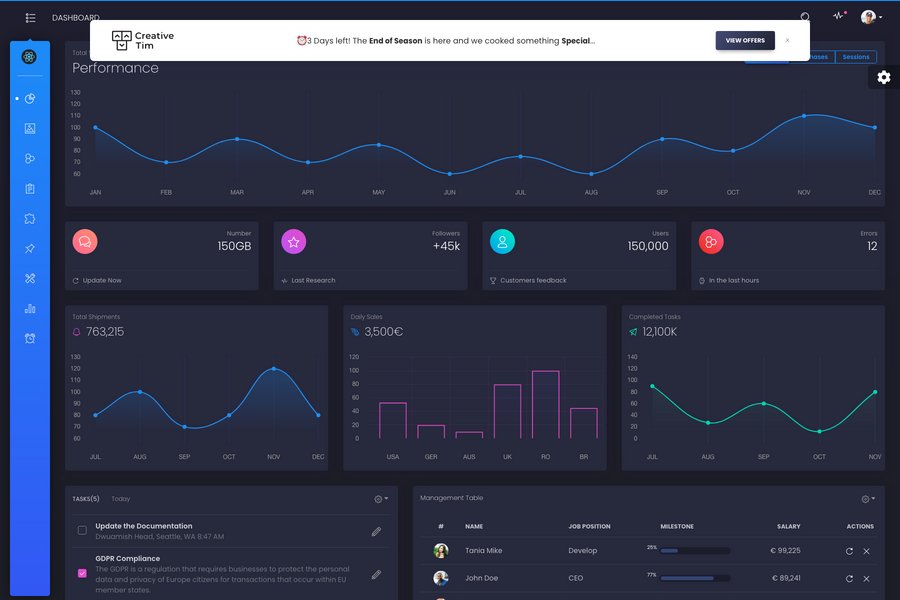 DASHBOARD
Creative
Tim
⏰3 Days left! The End of Season is here and we cooked something Special...
VIEW OFFERS
×
Total
Performance
Sessions
130
120
110
100
90
80
70
60
JAN FEB MAR APR MAY JUN JUL AUG SEP OCT NOV DEC
Number
150GB
Update Now
Followers
+45k
Last Research
Users
150,000
Customers feedback
Errors
12
In the last hours
Total Shipments
763,215
130
120
110
100
90
80
70
60
JUL AUG SEP OCT NOV DEC
Daily Sales
3,500€
120
100
80
60
40
20
0
USA GER AUS UK RO BR
Completed Tasks
12,100K
140
120
100
80
60
40
20
0
JUL AUG SEP OCT NOV
TASKS(5) Today
Update the Documentation
Dwuamish Head, Seattle, WA 8:47 AM
GDPR Compliance
The GDPR is a regulation that requires businesses to protect the personal
data and privacy of Europe citizens for transactions that occur within EU
member states.
Management Table
# NAME JOB POSITION MILESTONE SALARY ACTIONS
Tania Mike Develop 25% € 99,225
John Doe CEO 77% € 89,241